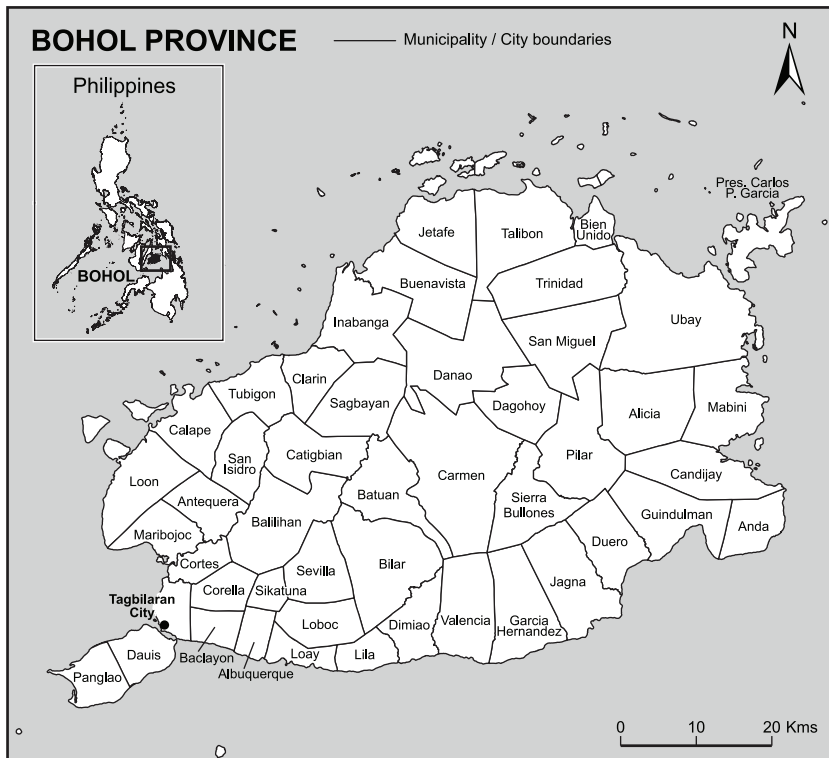 BOHOL PROVINCE
Municipality / City boundaries
N
Philippines
BOHOL
Pres. Carlos
P. Garcia
Jetafe
Talibon
Bien
Unido
Buenavista
Trinidad
Inabanga
San Miguel
Ubay
Danao
Clarin
Tubigon
Sagbayan
Dagohoy
Alicia
Mabini
Calape
San
Isidro
Catigbian
Carmen
Pilar
Candijay
Loon
Antequera
Batuan
Sierra
Bullones
Guindulman
Anda
Maribojoc
Balilihan
Duero
Cortes
Sevilla
Bilar
Jagna
Corella
Sikatuna
Tagbilaran
City
Loboc
Dimiao
Valencia
Garcia
Hernandez
Dauis
Baclayon
Albuquerque
Loay
Lila
Panglao
0 10 20 Kms